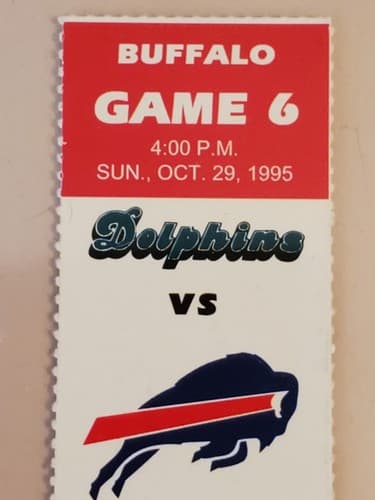 BUFFALO
GAME 6
4:00 P.M.
SUN., OCT. 29, 1995
Dolphins
VS